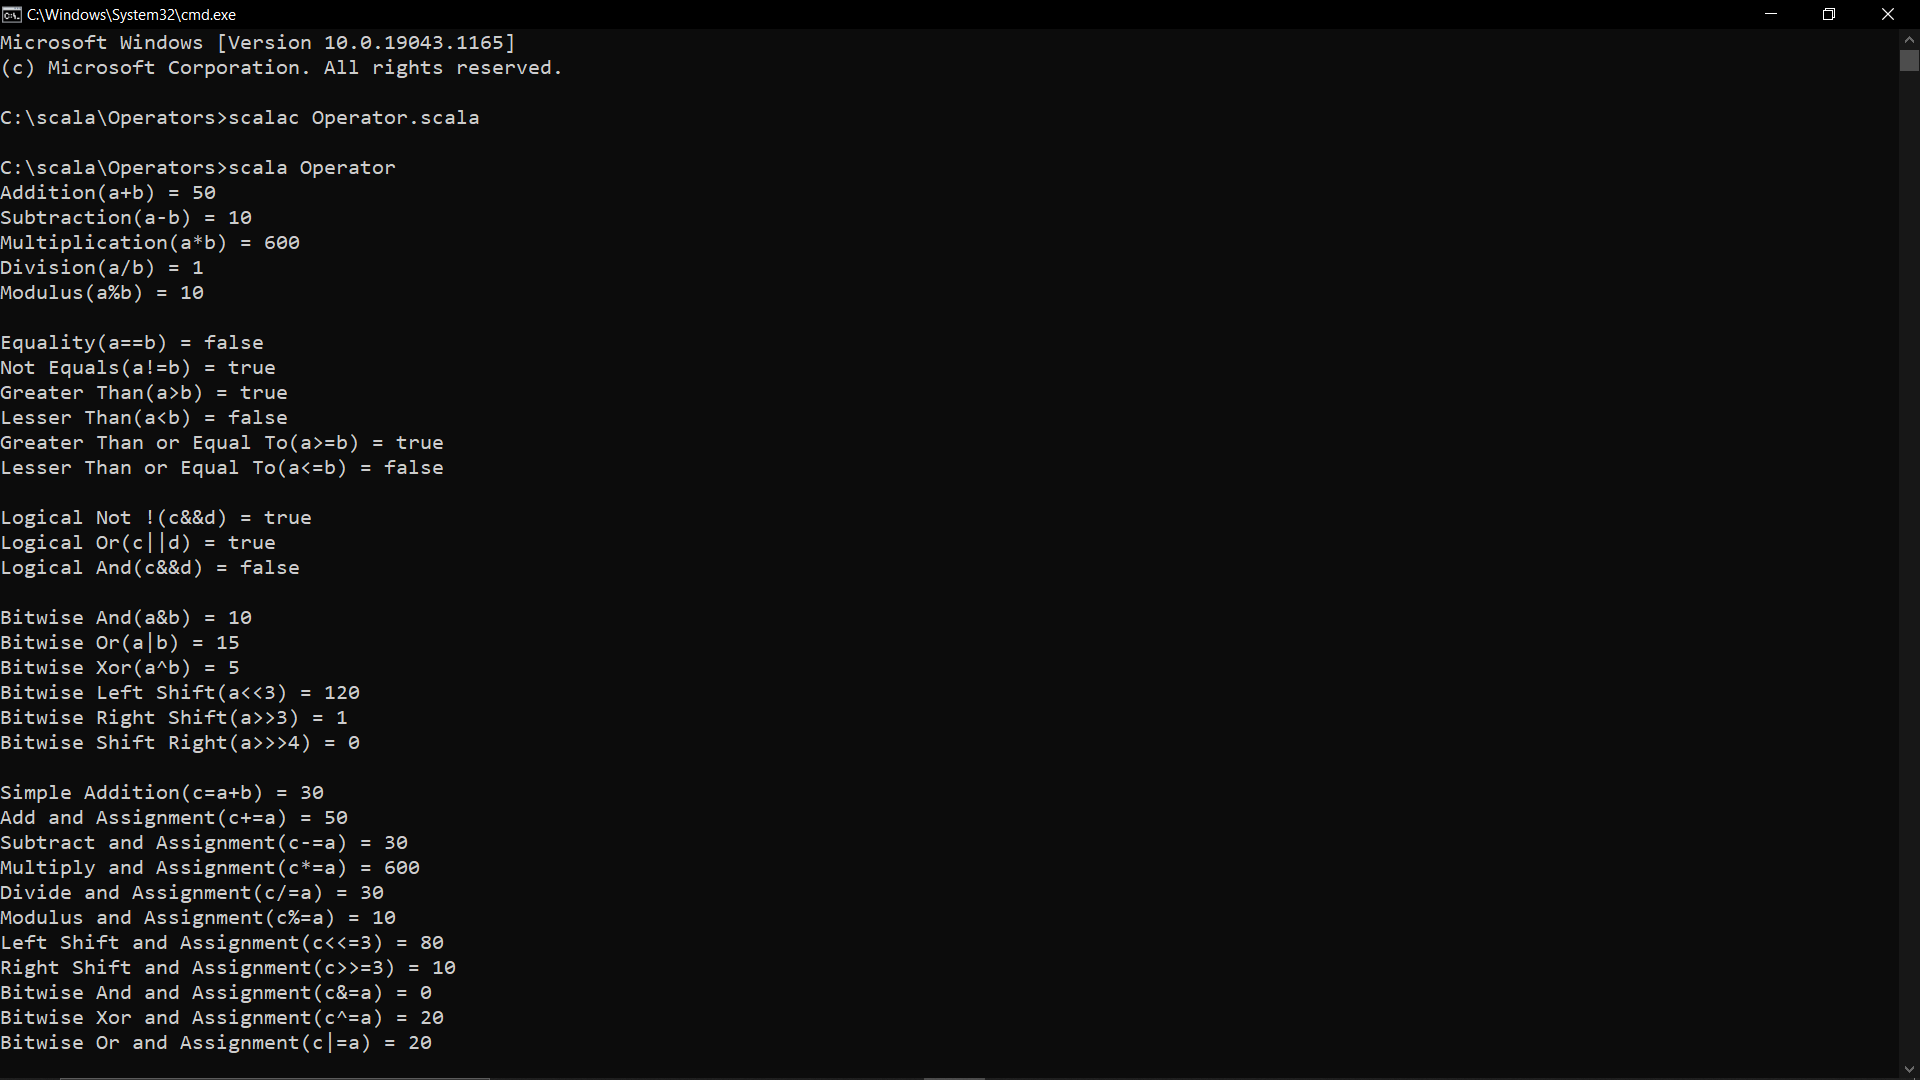 C:\Windows\System32\cmd.exe
Microsoft Windows [Version 10.0.19043.1165]
(c) Microsoft Corporation. All rights reserved.
C:\scala\Operators>scalac Operator.scala
C:\scala\Operators>scala Operator
Addition(a+b) = 50
Subtraction(a-b) = 10
Multiplication(a*b) = 600
Division(a/b) = 1
Modulus(a%b) = 10
Equality(a==b) = false
Not Equals(a!=b) = true
Greater Than(a>b) = true
Lesser Than(a<b) = false
Greater Than or Equal To(a>=b) = true
Lesser Than or Equal To(a<=b) = false
Logical Not !(c&&d) = true
Logical Or(c||d) = true
Logical And(c&&d) = false
Bitwise And(a&b) = 10
Bitwise Or(a|b) = 15
Bitwise Xor(a^b) = 5
Bitwise Left Shift(a<<3) = 120
Bitwise Right Shift(a>>3) = 1
Bitwise Shift Right(a>>>4) = 0
Simple Addition(c=a+b) = 30
Add and Assignment(c+=a) = 50
Subtract and Assignment(c-=a) = 30
Multiply and Assignment(c*=a) = 600
Divide and Assignment(c/=a) = 30
Modulus and Assignment(c%=a) = 10
Left Shift and Assignment(c<<=3) = 80
Right Shift and Assignment(c>>=3) = 10
Bitwise And and Assignment(c&=a) = 0
Bitwise Xor and Assignment(c^=a) = 20
Bitwise Or and Assignment(c|=a) = 20